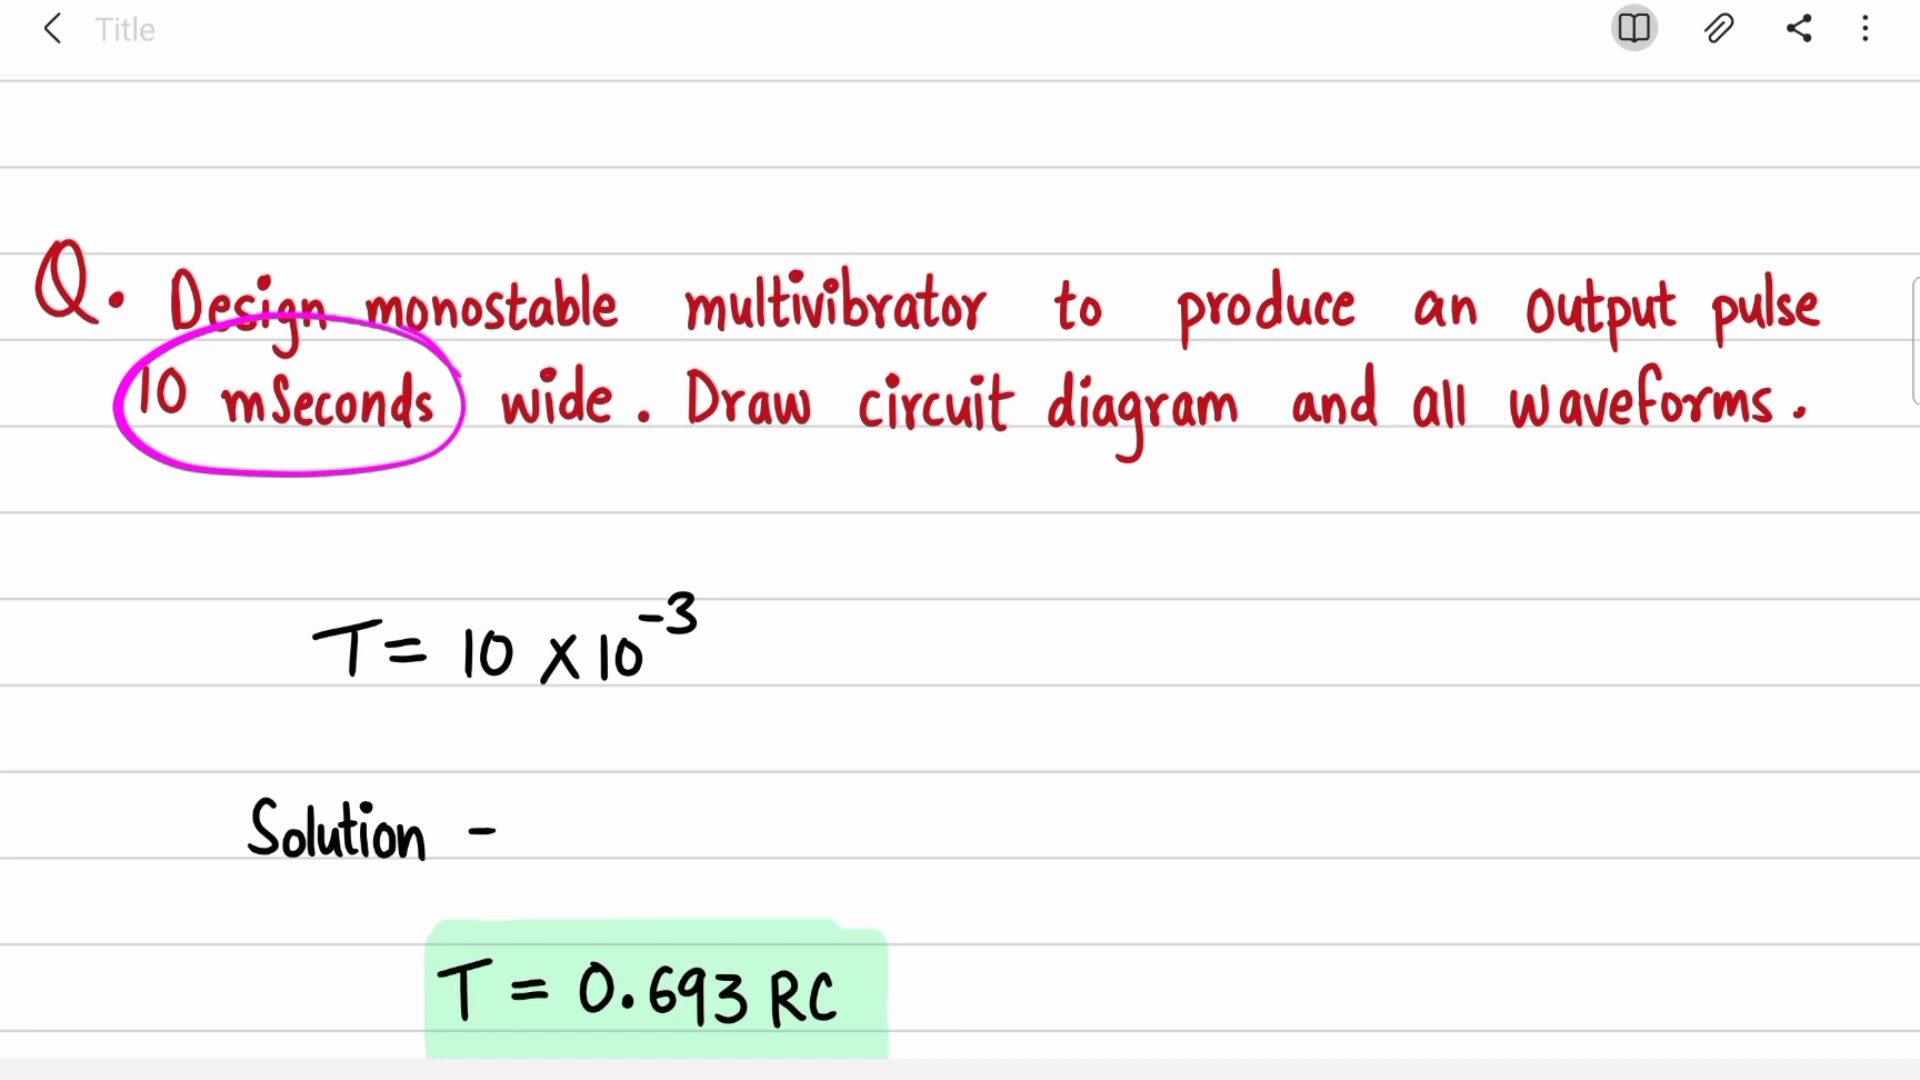 Title
Q. Design monostable multivibrator to produce an output pulse
10 mSeconds wide. Draw circuit diagram and all waveforms.
T = 10 x 10^-3
Solution -
T = 0.693 RC